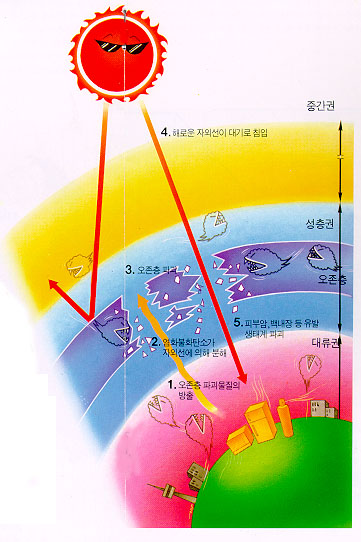 중간권
4. 해로운 자외선이 대기로 침입
성층권
3. 오존층 파괴
오존층
5. 피부암, 백내장 등 유발
생태계 파괴
2. 염화불화탄소가
자외선에 의해 분해
대류권
1. 오존층 파괴물질의
방출